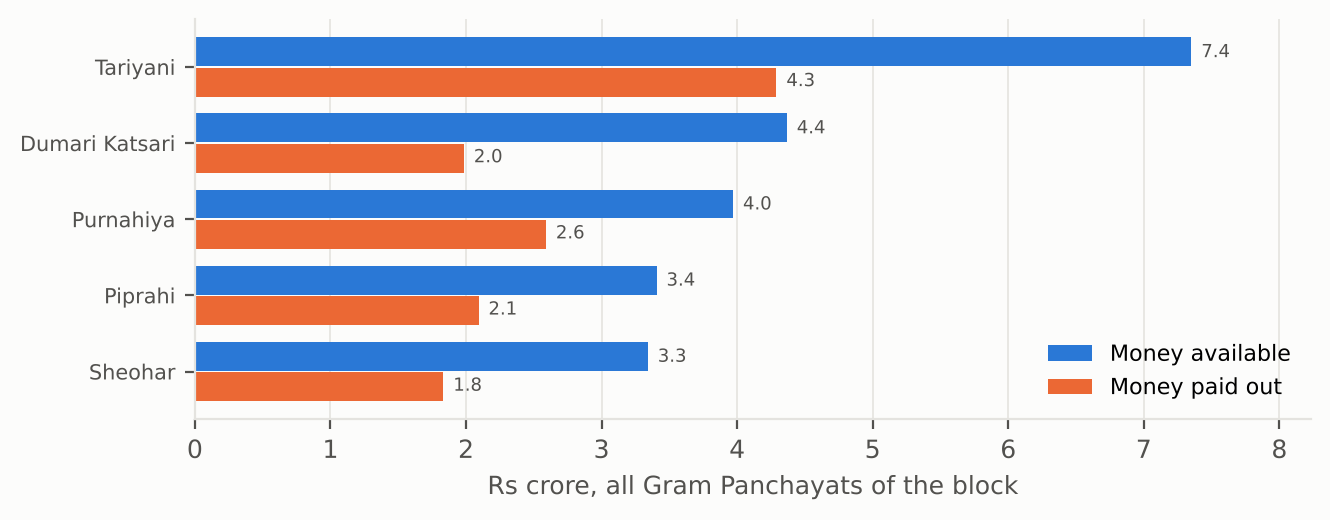 Tariyani 7.4
4.3
Dumari Katsari 4.4
2.0
Purnahiya 4.0
2.6
Piprahi 3.4
2.1
Sheohar 3.3
1.8
Money available
Money paid out
0 1 2 3 4 5 6 7 8
Rs crore, all Gram Panchayats of the block